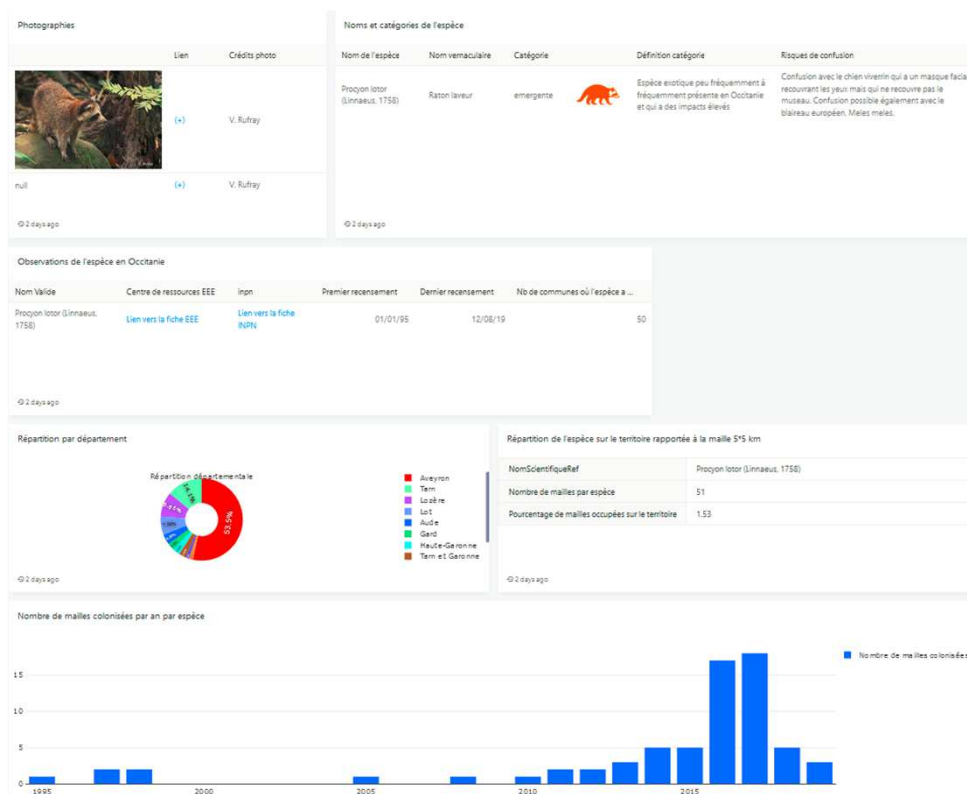 Photographies
Lien Crédits photo
(+) V. Rufray
null (+) V. Rufray
2 days ago
Noms et catégories de l'espèce
Nom de l'espèce Nom vernaculaire Catégorie Définition catégorie Risques de confusion
Procyon lotor
(Linnaeus, 1758)
Raton laveur
emergente
Espèce exotique peu fréquemment à
fréquemment présente en Occitanie
et qui a des impacts élevés
Confusion avec le chien viverrin qui a un masque facia
recouvrant les yeux mais qui ne recouvre pas le
museau. Confusion possible également avec le
blaireau européen, Meles meles.
2 days ago
Observations de l'espèce en Occitanie
Nom Valide Centre de ressources EEE inpn Premier recensement Dernier recensement Nb de communes où l'espèce a ...
Procyon lotor (Linnaeus,
1758)
Lien vers la fiche EEE
Lien vers la fiche
INPN
01/01/95 12/08/19 50
2 days ago
Répartition par département
Répartition départementale
53.5%
14.1%
Aveyron
Tarn
Lozère
Lot
Aude
Gard
Haute-Garonne
Tarn et Garonne
2 days ago
Répartition de l'espèce sur le territoire rapportée à la maille 5*5 km
NomScientifiqueRef Procyon lotor (Linnaeus, 1758)
Nombre de mailles par espèce 51
Pourcentage de mailles occupées sur le territoire 1.53
2 days ago
Nombre de mailles colonisées par an par espèce
Nombre de mailles colonisées
15
10
5
0
1995 2000 2005 2010 2015